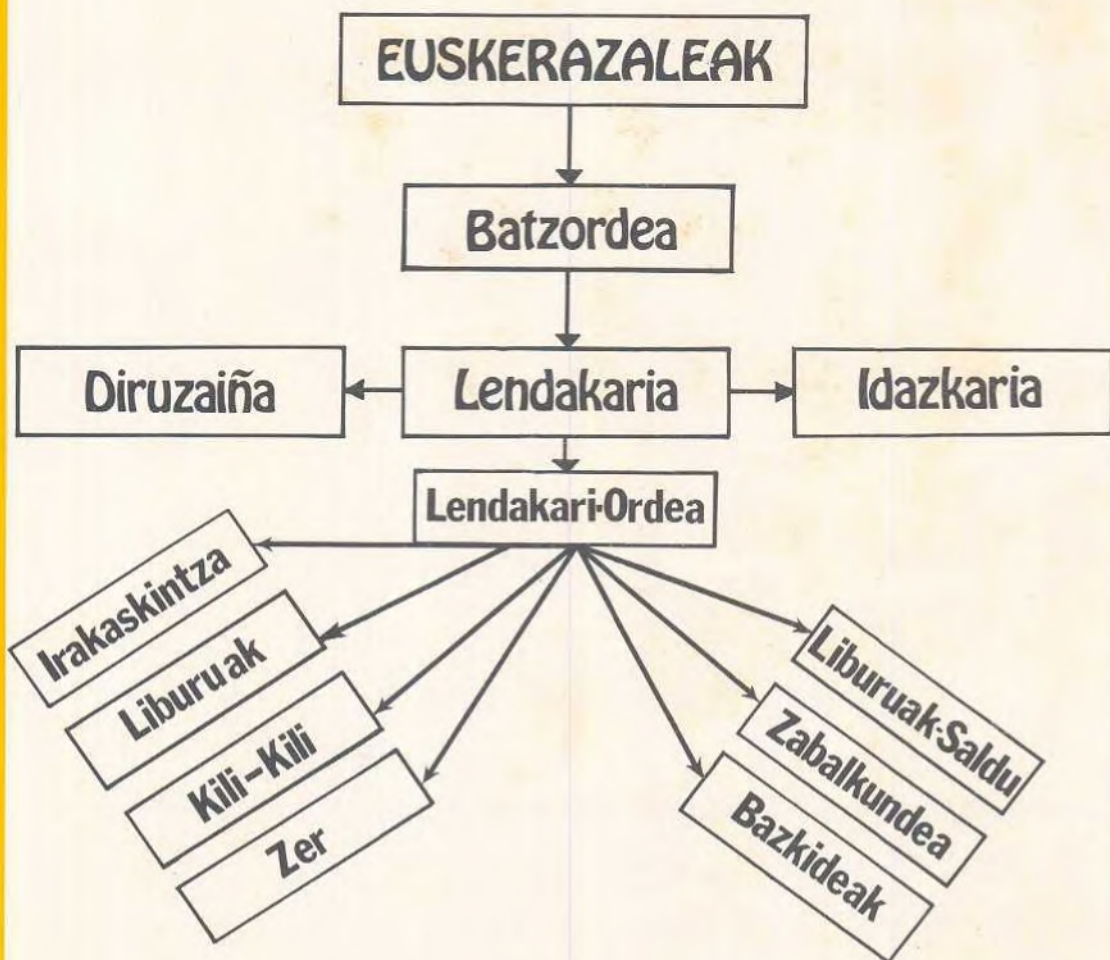 EUSKERAZALEAK
Batzordea
Diruzaiña
Lendakaria
Idazkaria
Lendakari-Ordea
Irakaskintza
Liburuak
Kili-Kili
Zer
Liburuak-Saldu
Zabalkundea
Bazkideak